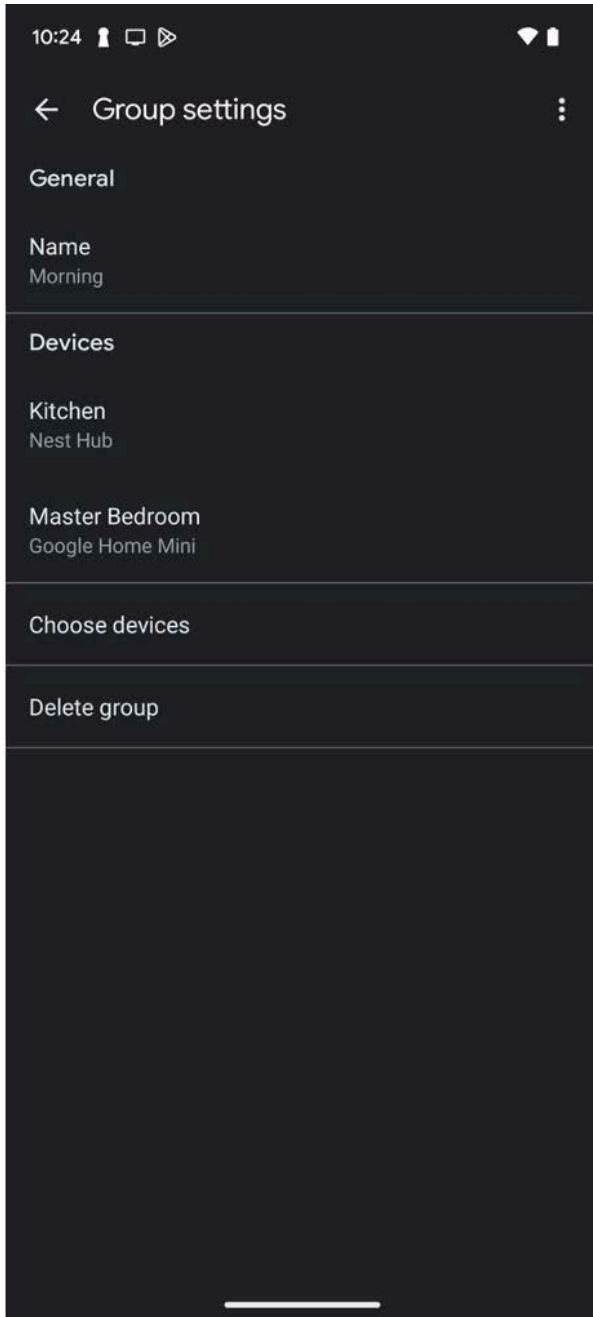 10:24
Group settings
General
Name
Morning
Devices
Kitchen
Nest Hub
Master Bedroom
Google Home Mini
Choose devices
Delete group